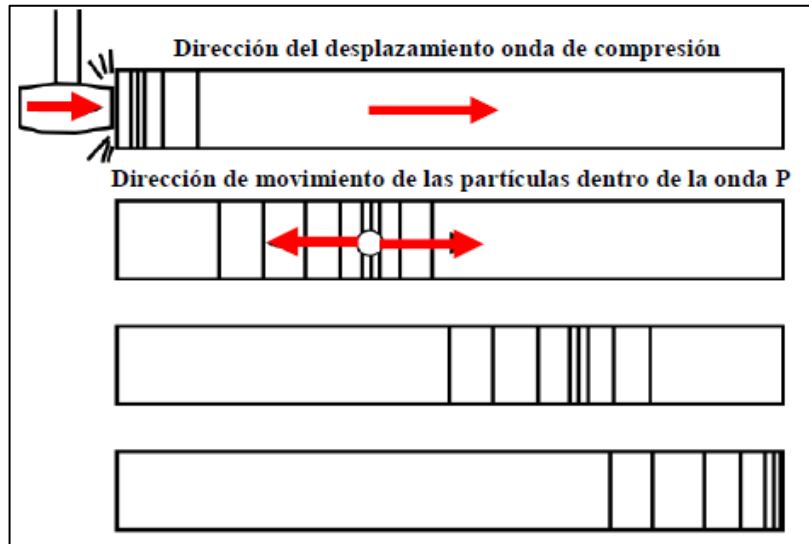 Dirección del desplazamiento onda de compresión
Dirección de movimiento de las partículas dentro de la onda P